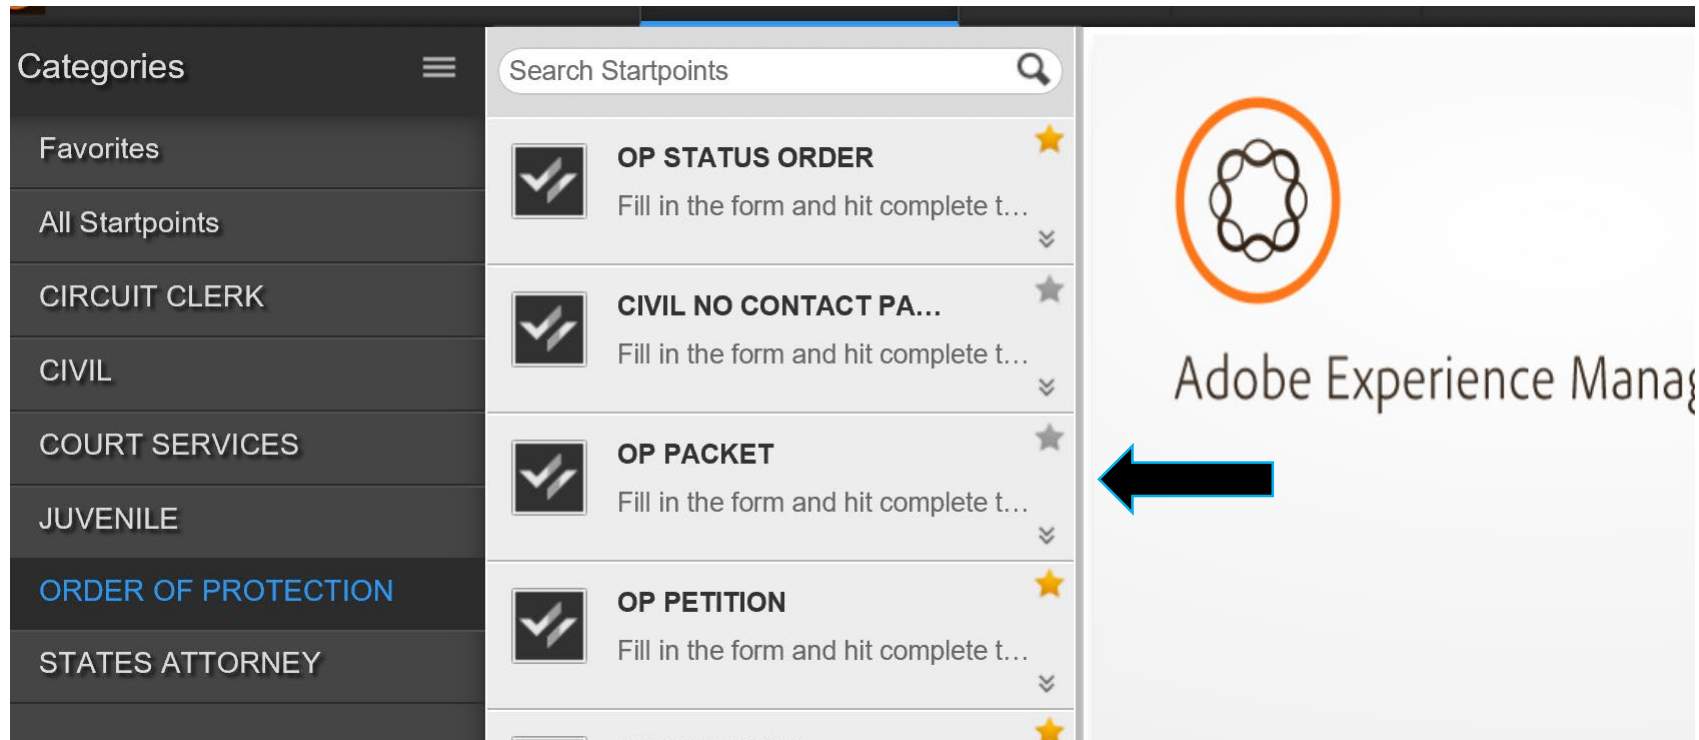 Categories
Favorites
All Startpoints
CIRCUIT CLERK
CIVIL
COURT SERVICES
JUVENILE
ORDER OF PROTECTION
STATES ATTORNEY
Search Startpoints
OP STATUS ORDER
Fill in the form and hit complete t...
CIVIL NO CONTACT PA...
Fill in the form and hit complete t...
OP PACKET
Fill in the form and hit complete t...
OP PETITION
Fill in the form and hit complete t...
Adobe Experience Manag